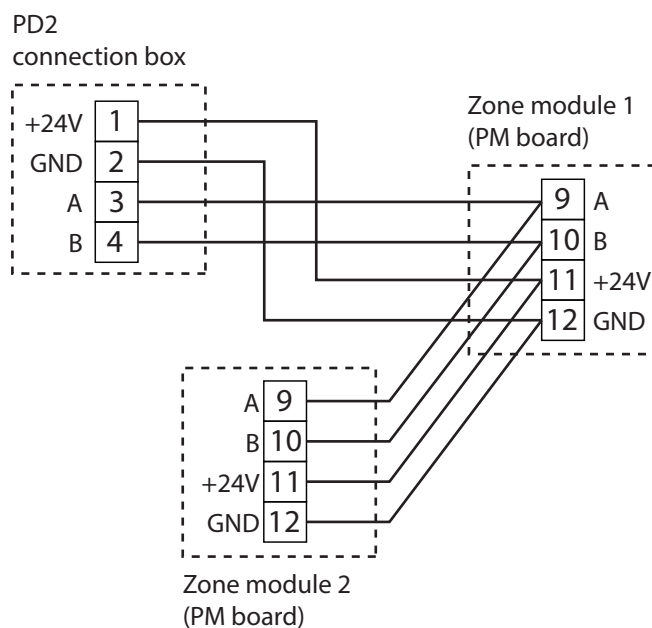 PD2
connection box
+24V 1
GND 2
A 3
B 4
Zone module 1
(PM board)
9 A
10 B
11 +24V
12 GND
A 9
B 10
+24V 11
GND 12
Zone module 2
(PM board)